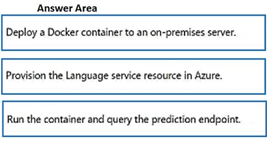 Answer Area
Deploy a Docker container to an on-premises server.
Provision the Language service resource in Azure.
Run the container and query the prediction endpoint.